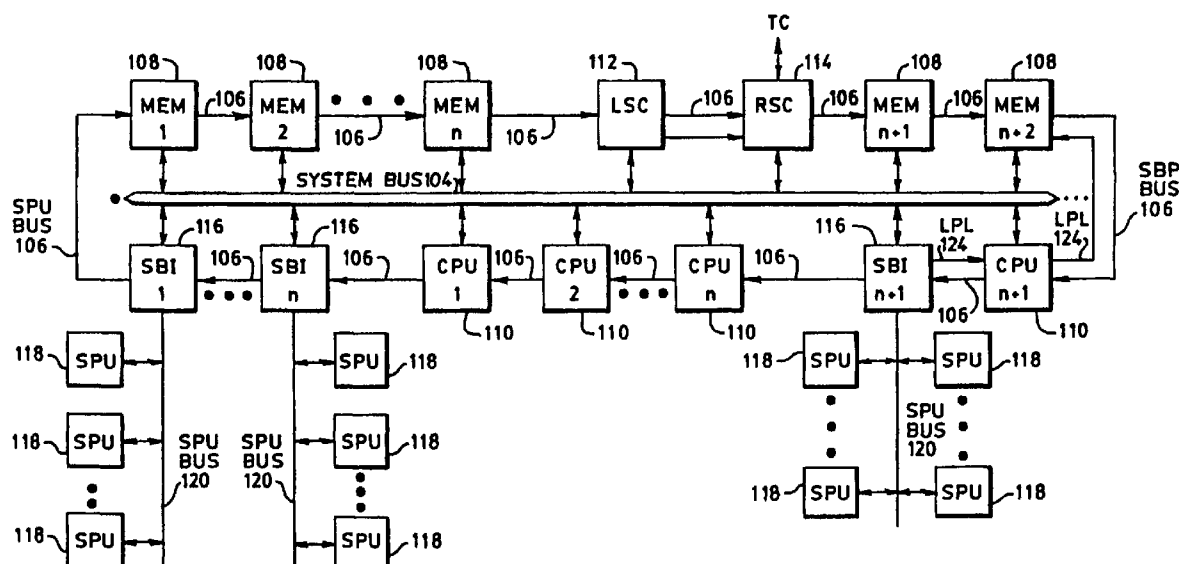 TC
108 108 108 112 114 108 108
MEM 1
106
MEM 2
106
MEM n
106
LSC
106
RSC
106
MEM n+1
106
MEM n+2
SYSTEM BUS 104
SPU BUS 106
SBP BUS 106
116 116 116
SBI 1
106
SBI n
106
CPU 1
106
CPU 2
106
CPU n
106
SBI n+1
LPL 124
106
CPU n+1
LPL 124
110 110 110 110
118 SPU
SPU 118
118 SPU
SPU 118
118 SPU
SPU BUS 120
SPU BUS 120
SPU 118
118 SPU
SPU 118
118 SPU
SPU 118
SPU BUS 120
118 SPU
SPU 118